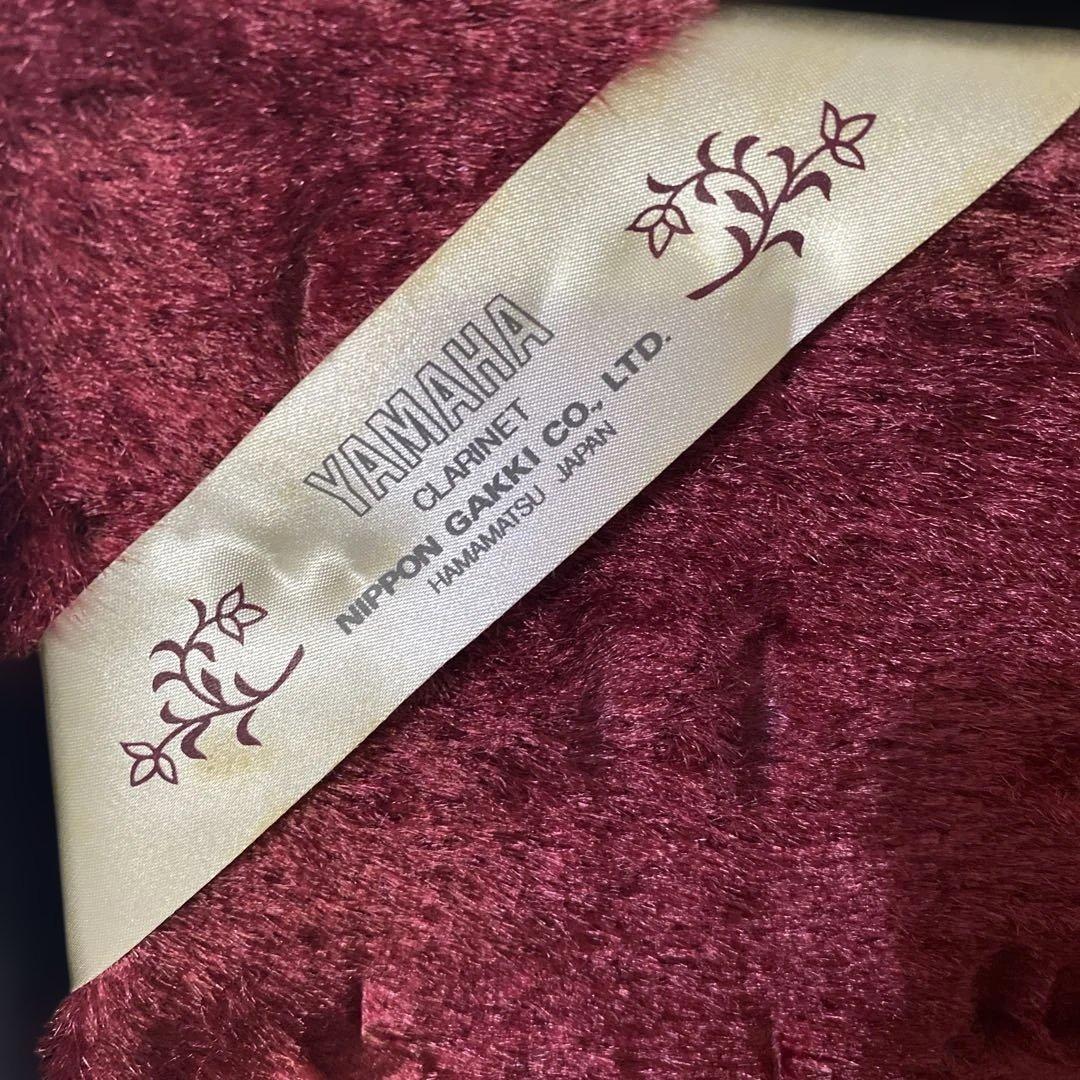 YAMAHA
CLARINET
NIPPON GAKKI CO., LTD.
HAMAMATSU JAPAN